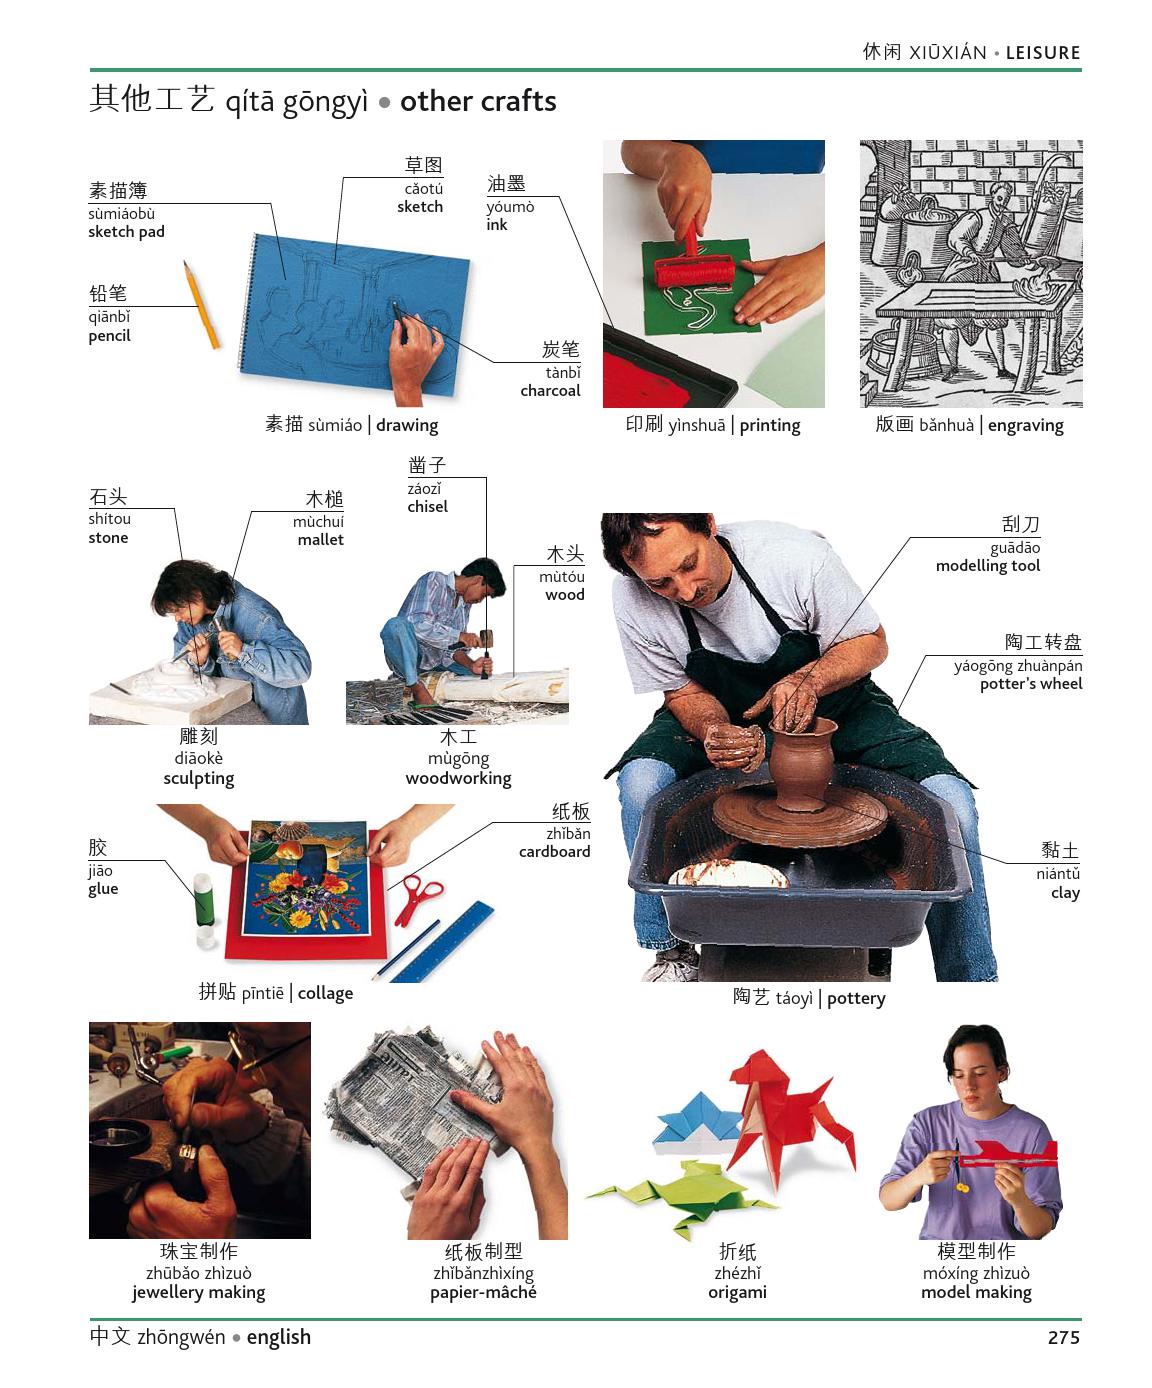 休闲 XIŪXIÁN • LEISURE
其他工艺 qítā gōngyì • other crafts
素描簿
sùmiáobù
sketch pad
草图
cǎotú
sketch
铅笔
qiānbǐ
pencil
炭笔
tànbǐ
charcoal
素描 sùmiáo | drawing
油墨
yóumò
ink
印刷 yìnshuā | printing
版画 bǎnhuà | engraving
石头
shítou
stone
木槌
mùchuí
mallet
雕刻
diāokè
sculpting
凿子
záozǐ
chisel
木头
mùtóu
wood
木工
mùgōng
woodworking
刮刀
guādāo
modelling tool
陶工转盘
yáogōng zhuànpán
potter's wheel
黏土
niántǔ
clay
陶艺 táoyì | pottery
胶
jiāo
glue
纸板
zhǐbǎn
cardboard
拼贴 pīntiē | collage
珠宝制作
zhūbǎo zhìzuò
jewellery making
纸板制型
zhǐbǎnzhìxíng
papier-mâché
折纸
zhézhǐ
origami
模型制作
móxíng zhìzuò
model making
中文 zhōngwén • english
275